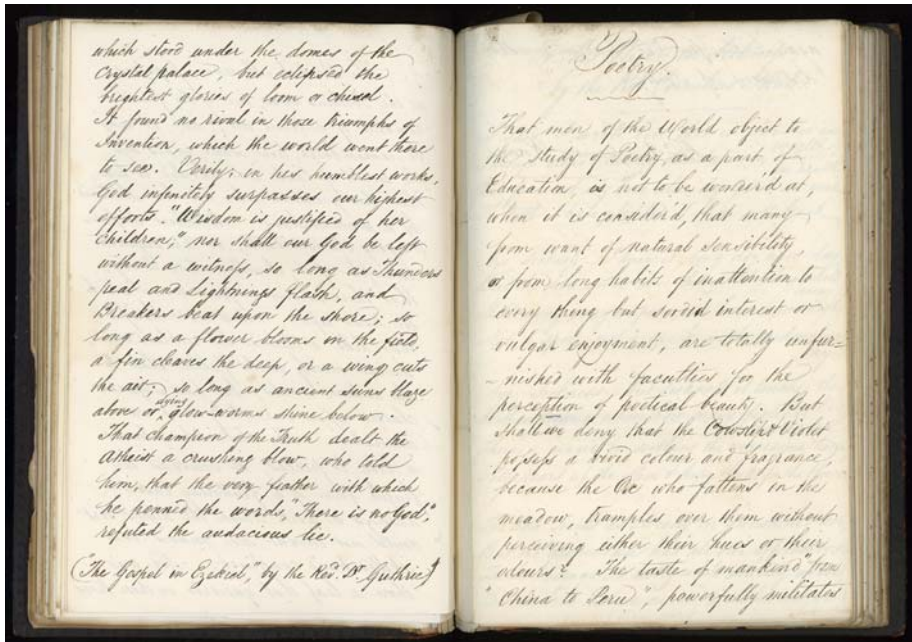 which stood under the domes of the
Crystal palace, but eclipsed the
brightest glories of loom or chisel.
It found no rival in those triumphs of
Invention, which the world went there
to see. Verily, in his humblest works,
God infinitely surpasses our highest
efforts. "Wisdom is justified of her
children," nor shall our God be left
without a witness, so long as Thunders
peal and Lightnings flash, and
Breakers beat upon the shore; so
long as a flower blooms in the field,
a fin cleaves the deep, or a wing cuts
the air; so long as ancient suns blaze
above or dying glow-worms shine below.
That champion of the Truth dealt the
Atheist a crushing blow, who told
him, that the very feather with which
he penned the words, "There is no God",
refuted the audacious lie.
("The Gospel in Ezekiel", by the Revd. Dr. Guthrie)
Poetry
That men of the World object to
the Study of Poetry, as a part of
Education, is not to be wonder'd at,
when it is consider'd, that many
from want of natural sensibility,
or from long habits of inattention to
every thing but sordid interest or
vulgar enjoyment, are totally unfur=
-nished with faculties for the
perception of poetical beauty. But
shall we deny that the Cowslip & Violet
possess a vivid colour and fragrance,
because the Ox who fattens in the
meadow, tramples over them without
perceiving either their hues or their
odours? The taste of mankind "from
"China to Peru", powerfully militates